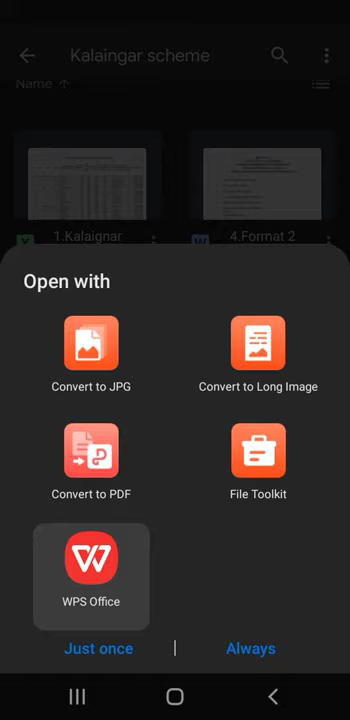 Kalaingar scheme
Name ↑
1.Kalaignar
4.Format 2
Open with
Convert to JPG
Convert to Long Image
Convert to PDF
File Toolkit
WPS Office
Just once | Always